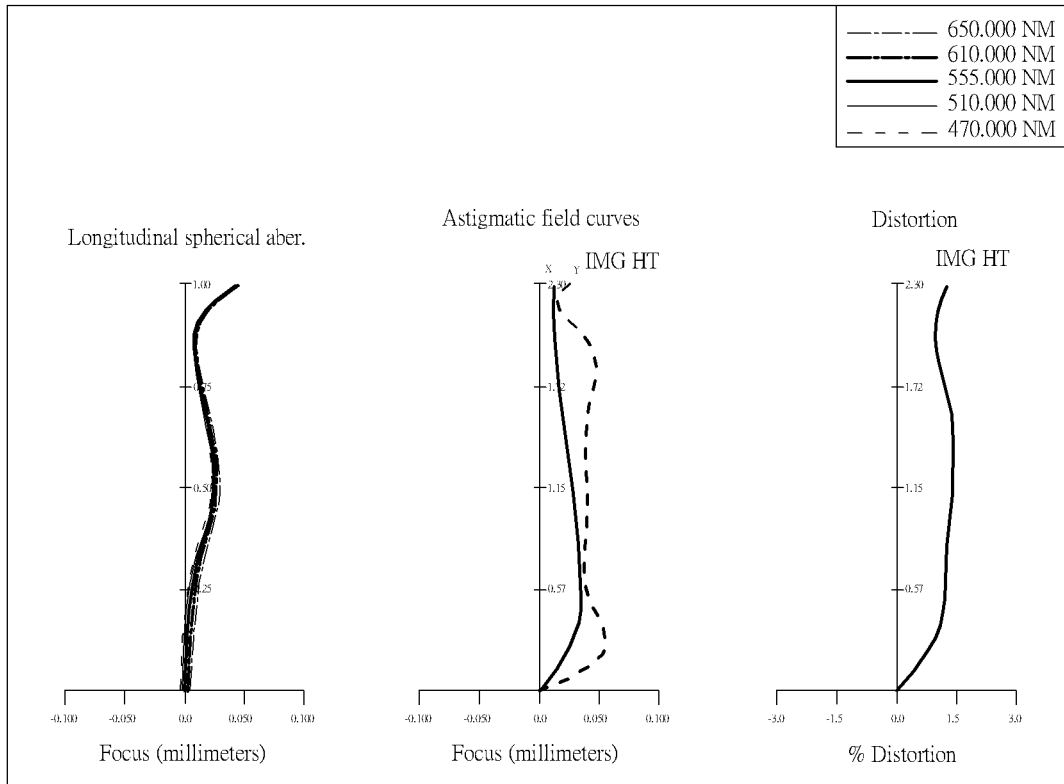 650.000 NM
610.000 NM
555.000 NM
510.000 NM
470.000 NM
Longitudinal spherical aber.
1.00
0.75
0.50
0.25
-0.100 -0.050 0.0 0.050 0.100
Focus (millimeters)
Astigmatic field curves
X Y IMG HT
2.30
1.72
1.15
0.57
-0.100 -0.050 0.0 0.050 0.100
Focus (millimeters)
Distortion
IMG HT
2.30
1.72
1.15
0.57
-3.0 -1.5 0.0 1.5 3.0
% Distortion